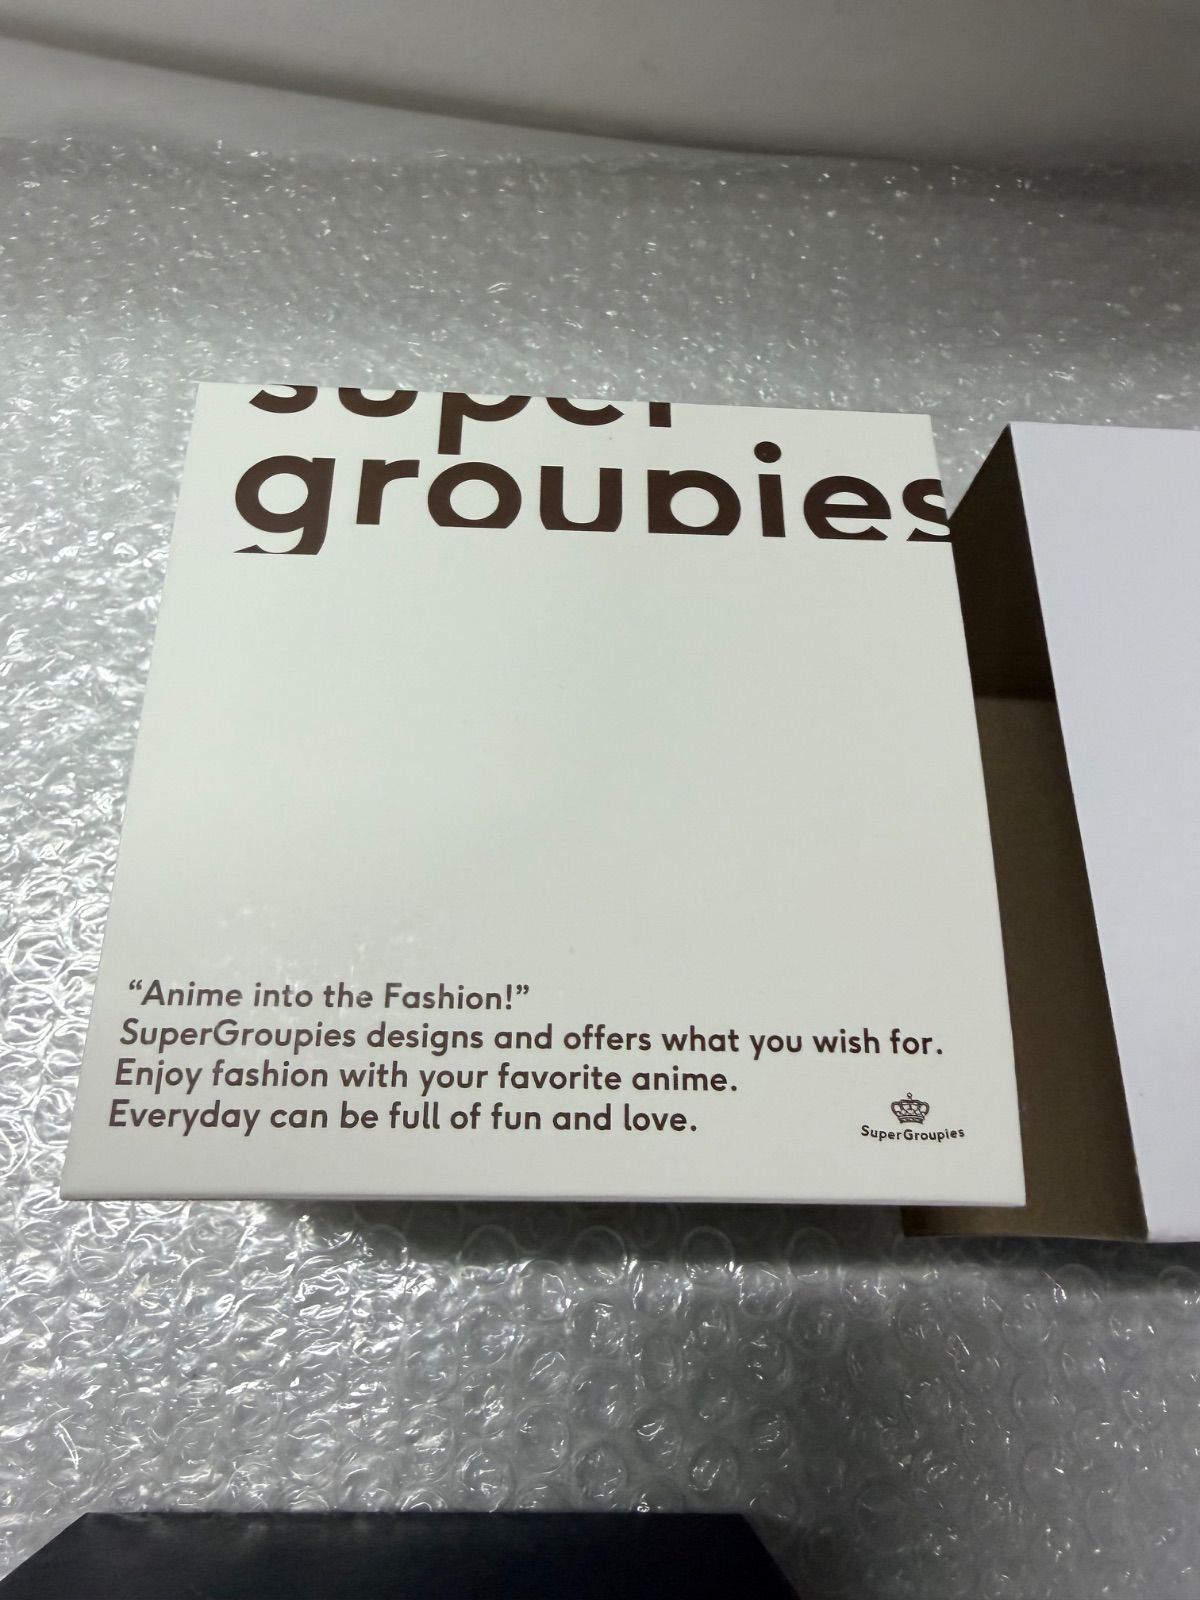 super
groupies
“Anime into the Fashion!”
SuperGroupies designs and offers what you wish for.
Enjoy fashion with your favorite anime.
Everyday can be full of fun and love.
SuperGroupies